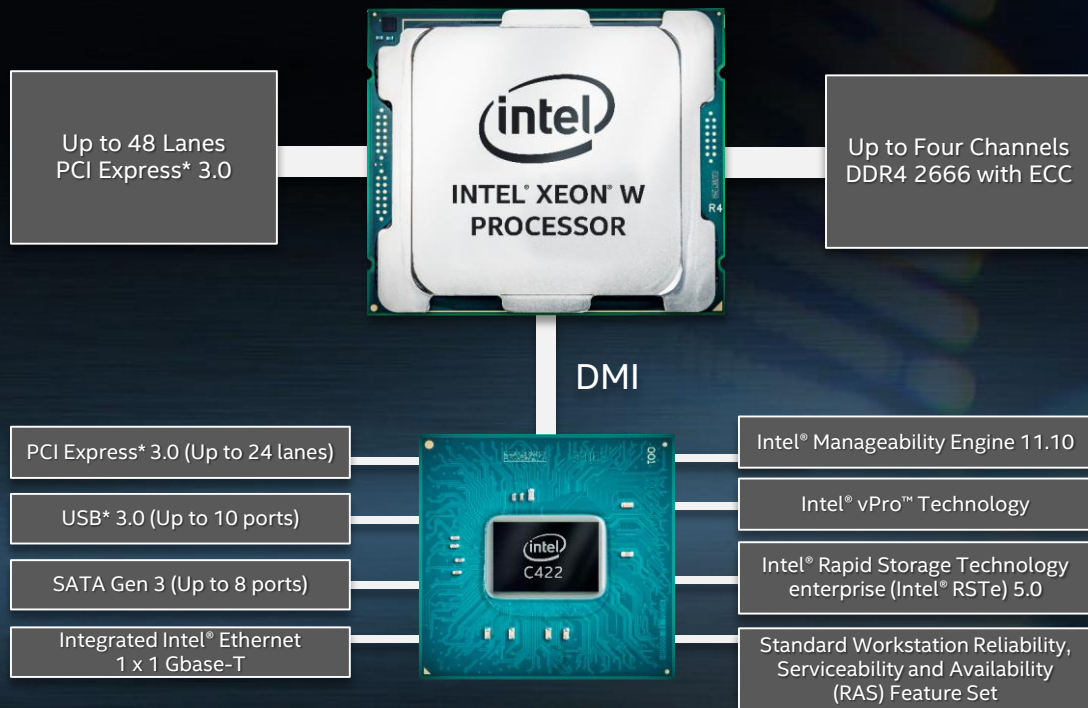 Up to 48 Lanes
PCI Express* 3.0
intel
INTEL® XEON® W
PROCESSOR
R4
Up to Four Channels
DDR4 2666 with ECC
DMI
PCI Express* 3.0 (Up to 24 lanes)
USB* 3.0 (Up to 10 ports)
SATA Gen 3 (Up to 8 ports)
Integrated Intel® Ethernet
1 x 1 Gbase-T
001
intel
C422
Intel® Manageability Engine 11.10
Intel® vPro™ Technology
Intel® Rapid Storage Technology
enterprise (Intel® RSTe) 5.0
Standard Workstation Reliability,
Serviceability and Availability
(RAS) Feature Set